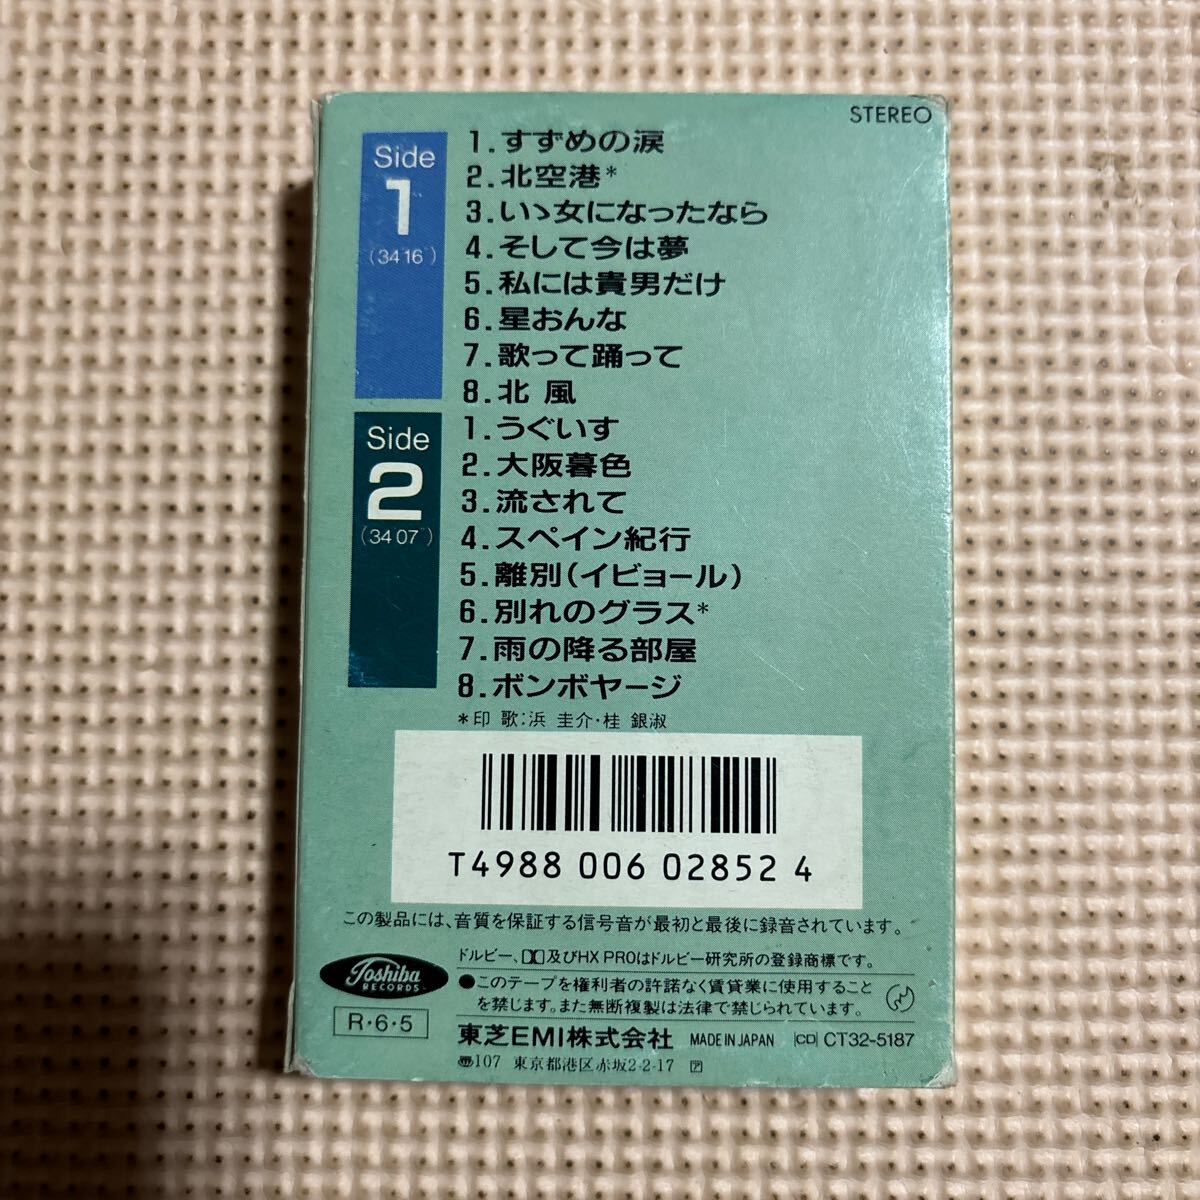 STEREO
Side
1
(34'16")
1.すずめの涙
2.北空港*
3.いゝ女になったなら
4.そして今は夢
5.私には貴男だけ
6.星おんな
7.歌って踊って
8.北 風
Side
2
(34'07")
1.うぐいす
2.大阪暮色
3.流されて
4.スペイン紀行
5.離別(イビョール)
6.別れのグラス*
7.雨の降る部屋
8.ボンボヤージ
*印 歌:浜 圭介・桂 銀淑
T4988 006 02852 4
この製品には、音質を保証する信号音が最初と最後に録音されています。
ドルビー、及びHX PROはドルビー研究所の登録商標です。
●このテープを権利者の許諾なく賃貸業に使用すること
を禁じます。また無断複製は法律で禁じられています。
Toshiba
RECORDS
R・6・5
東芝EMI株式会社 MADE IN JAPAN CT32-5187
〠107 東京都港区赤坂2-2-17 ア